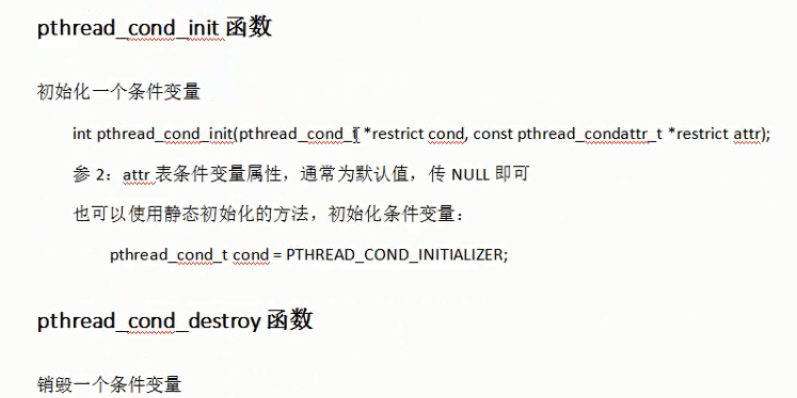 pthread_cond_init 函数
初始化一个条件变量
int pthread_cond_init(pthread_cond_t *restrict cond, const pthread_condattr_t *restrict attr);
参 2：attr 表条件变量属性，通常为默认值，传 NULL 即可
也可以使用静态初始化的方法，初始化条件变量：
pthread_cond_t cond = PTHREAD_COND_INITIALIZER;
pthread_cond_destroy 函数
销毁一个条件变量